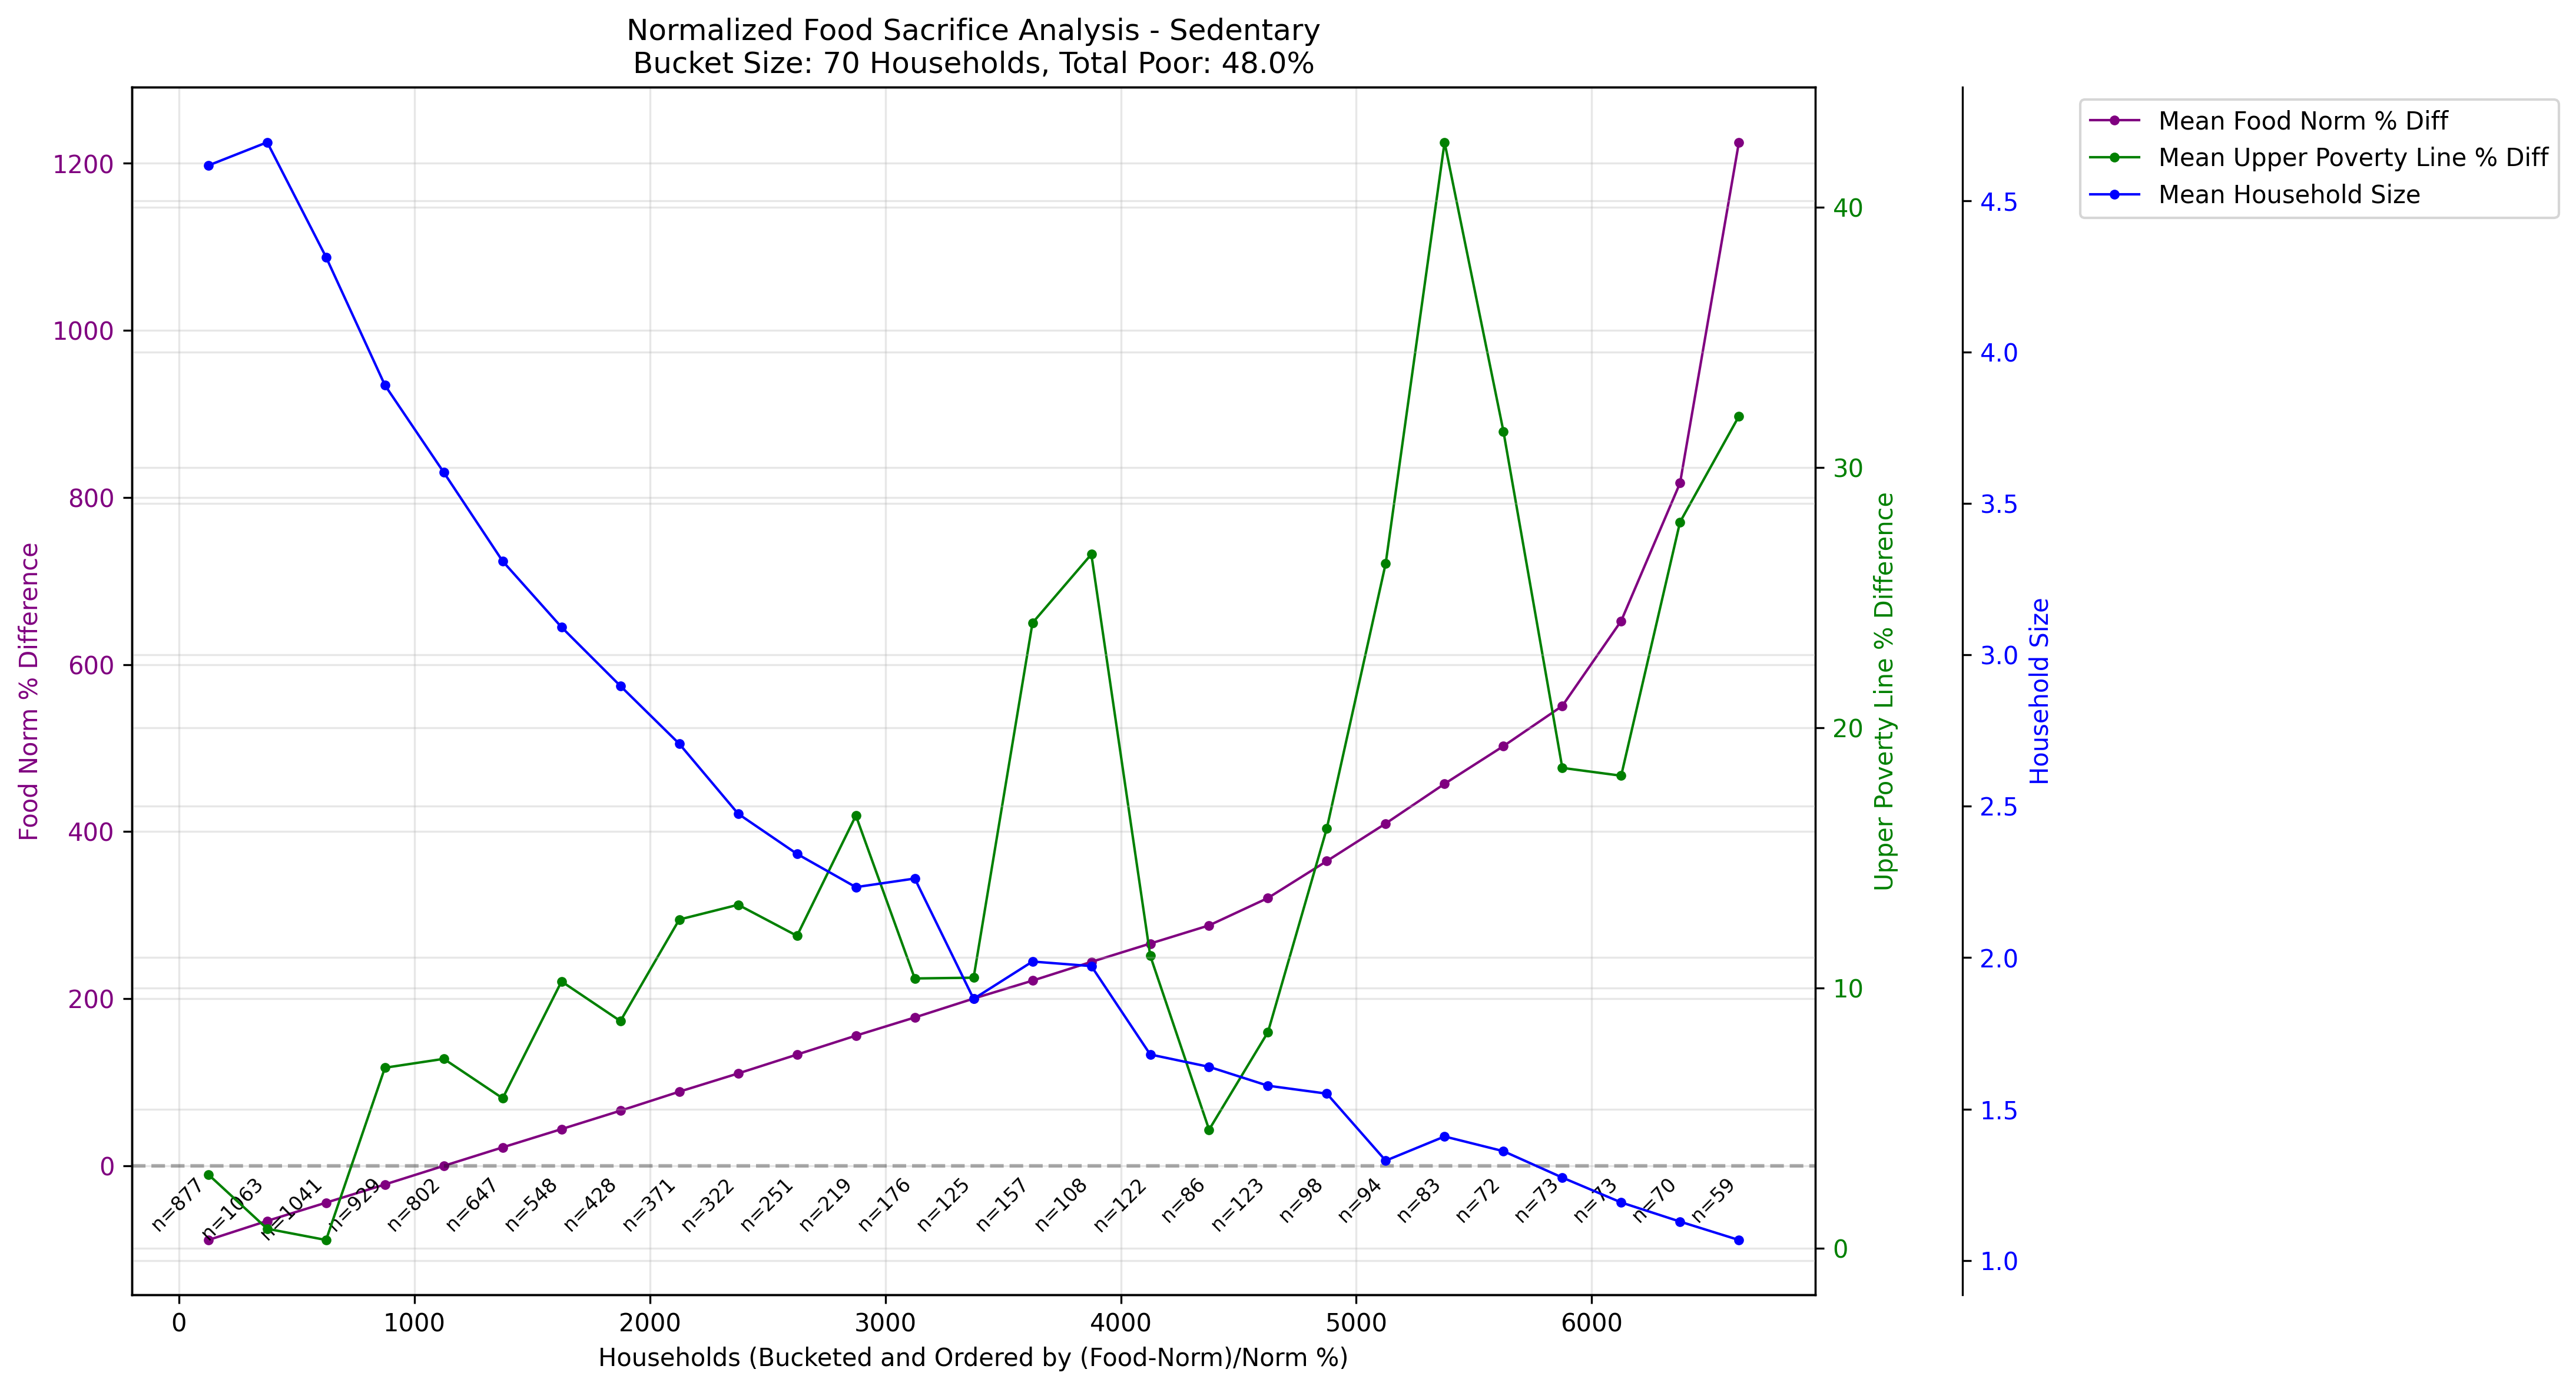 Normalized Food Sacrifice Analysis - Sedentary
Bucket Size: 70 Households, Total Poor: 48.0%
Mean Food Norm % Diff
Mean Upper Poverty Line % Diff
Mean Household Size
Food Norm % Difference
1200
1000
800
600
400
200
0
40
30
20
10
0
Upper Poverty Line % Difference
4.5
4.0
3.5
3.0
2.5
2.0
1.5
1.0
Household Size
n=877
n=1063
n=1041
n=929
n=802
n=647
n=548
n=428
n=371
n=322
n=251
n=219
n=176
n=125
n=157
n=108
n=122
n=86
n=123
n=98
n=94
n=83
n=72
n=73
n=73
n=70
n=59
0 1000 2000 3000 4000 5000 6000
Households (Bucketed and Ordered by (Food-Norm)/Norm %)